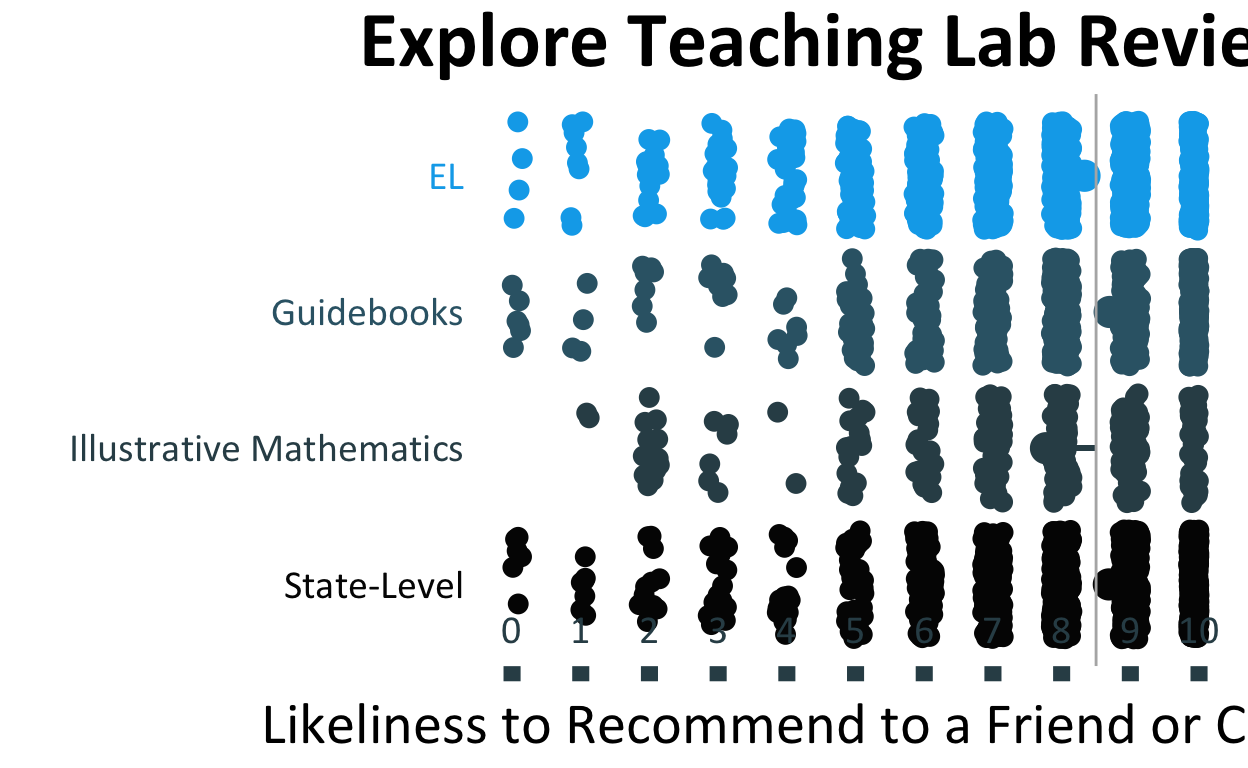 Explore Teaching Lab Revie
EL
Guidebooks
Illustrative Mathematics
State-Level
0 1 2 3 4 5 6 7 8 9 10
Likeliness to Recommend to a Friend or C